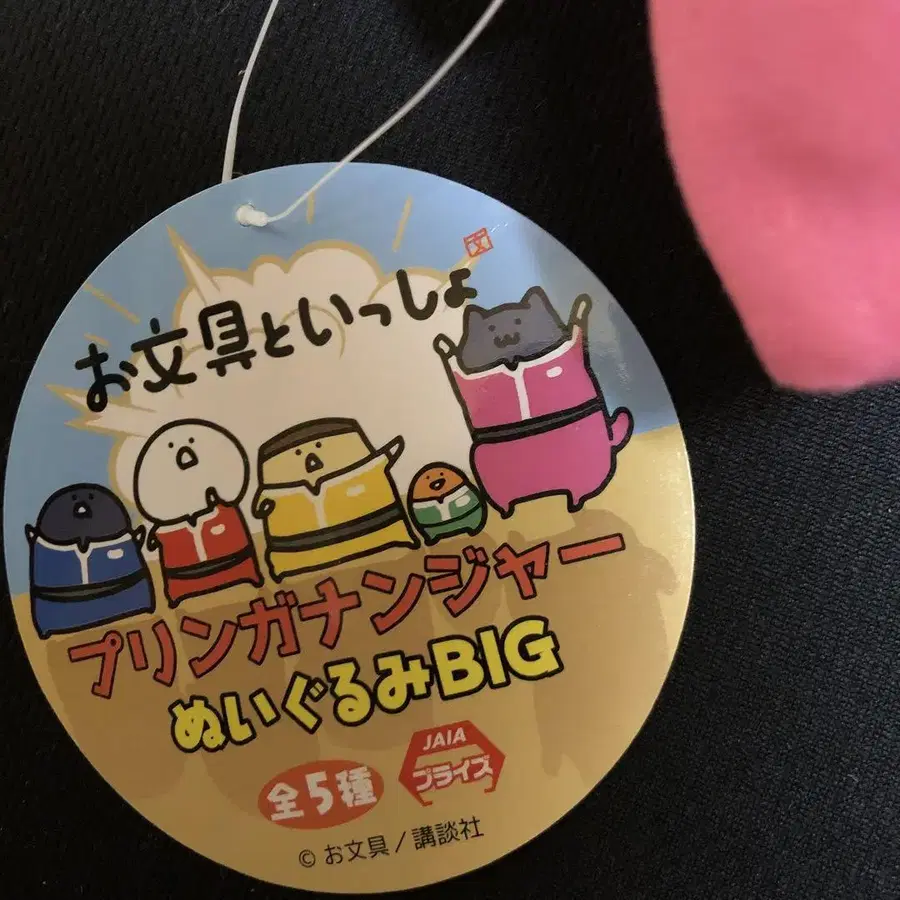 文
お文具といっしょ
プリンガナンジャー
ぬいぐるみBIG
全5種
JAIA
プライズ
© お文具 / 講談社